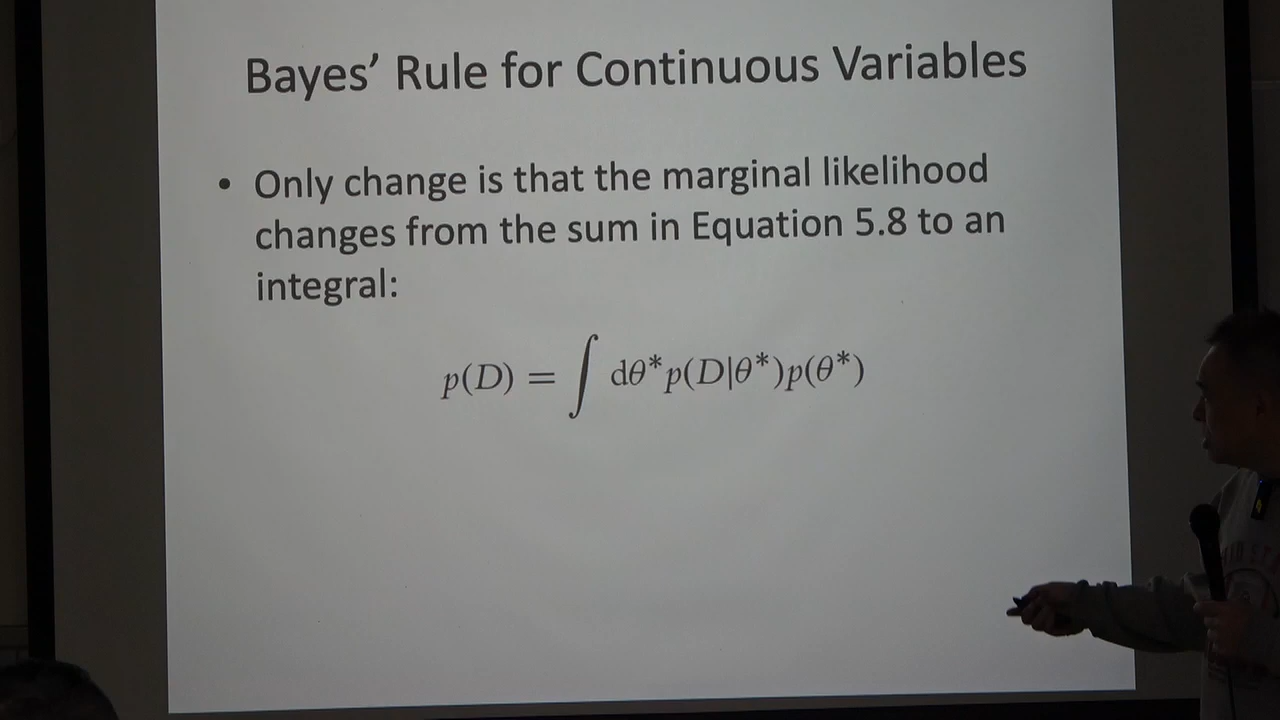 Bayes’ Rule for Continuous Variables
• Only change is that the marginal likelihood
changes from the sum in Equation 5.8 to an
integral:
p(D) = ∫ dθ*p(D|θ*)p(θ*)